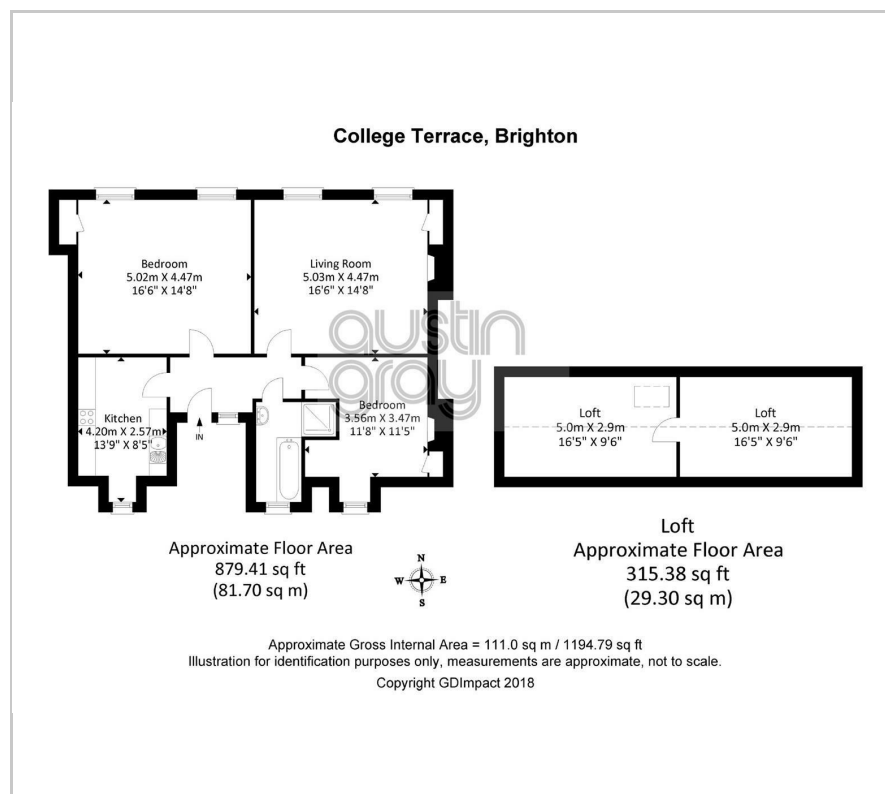 College Terrace, Brighton
Bedroom
5.02m X 4.47m
16'6" X 14'8"
Living Room
5.03m X 4.47m
16'6" X 14'8"
austin
gray
Kitchen
4.20m X 2.57m
13'9" X 8'5"
IN
Bedroom
3.56m X 3.47m
11'8" X 11'5"
Loft
5.0m X 2.9m
16'5" X 9'6"
Loft
5.0m X 2.9m
16'5" X 9'6"
Approximate Floor Area
879.41 sq ft
(81.70 sq m)
N
W E
S
Loft
Approximate Floor Area
315.38 sq ft
(29.30 sq m)
Approximate Gross Internal Area = 111.0 sq m / 1194.79 sq ft
Illustration for identification purposes only, measurements are approximate, not to scale.
Copyright GDImpact 2018